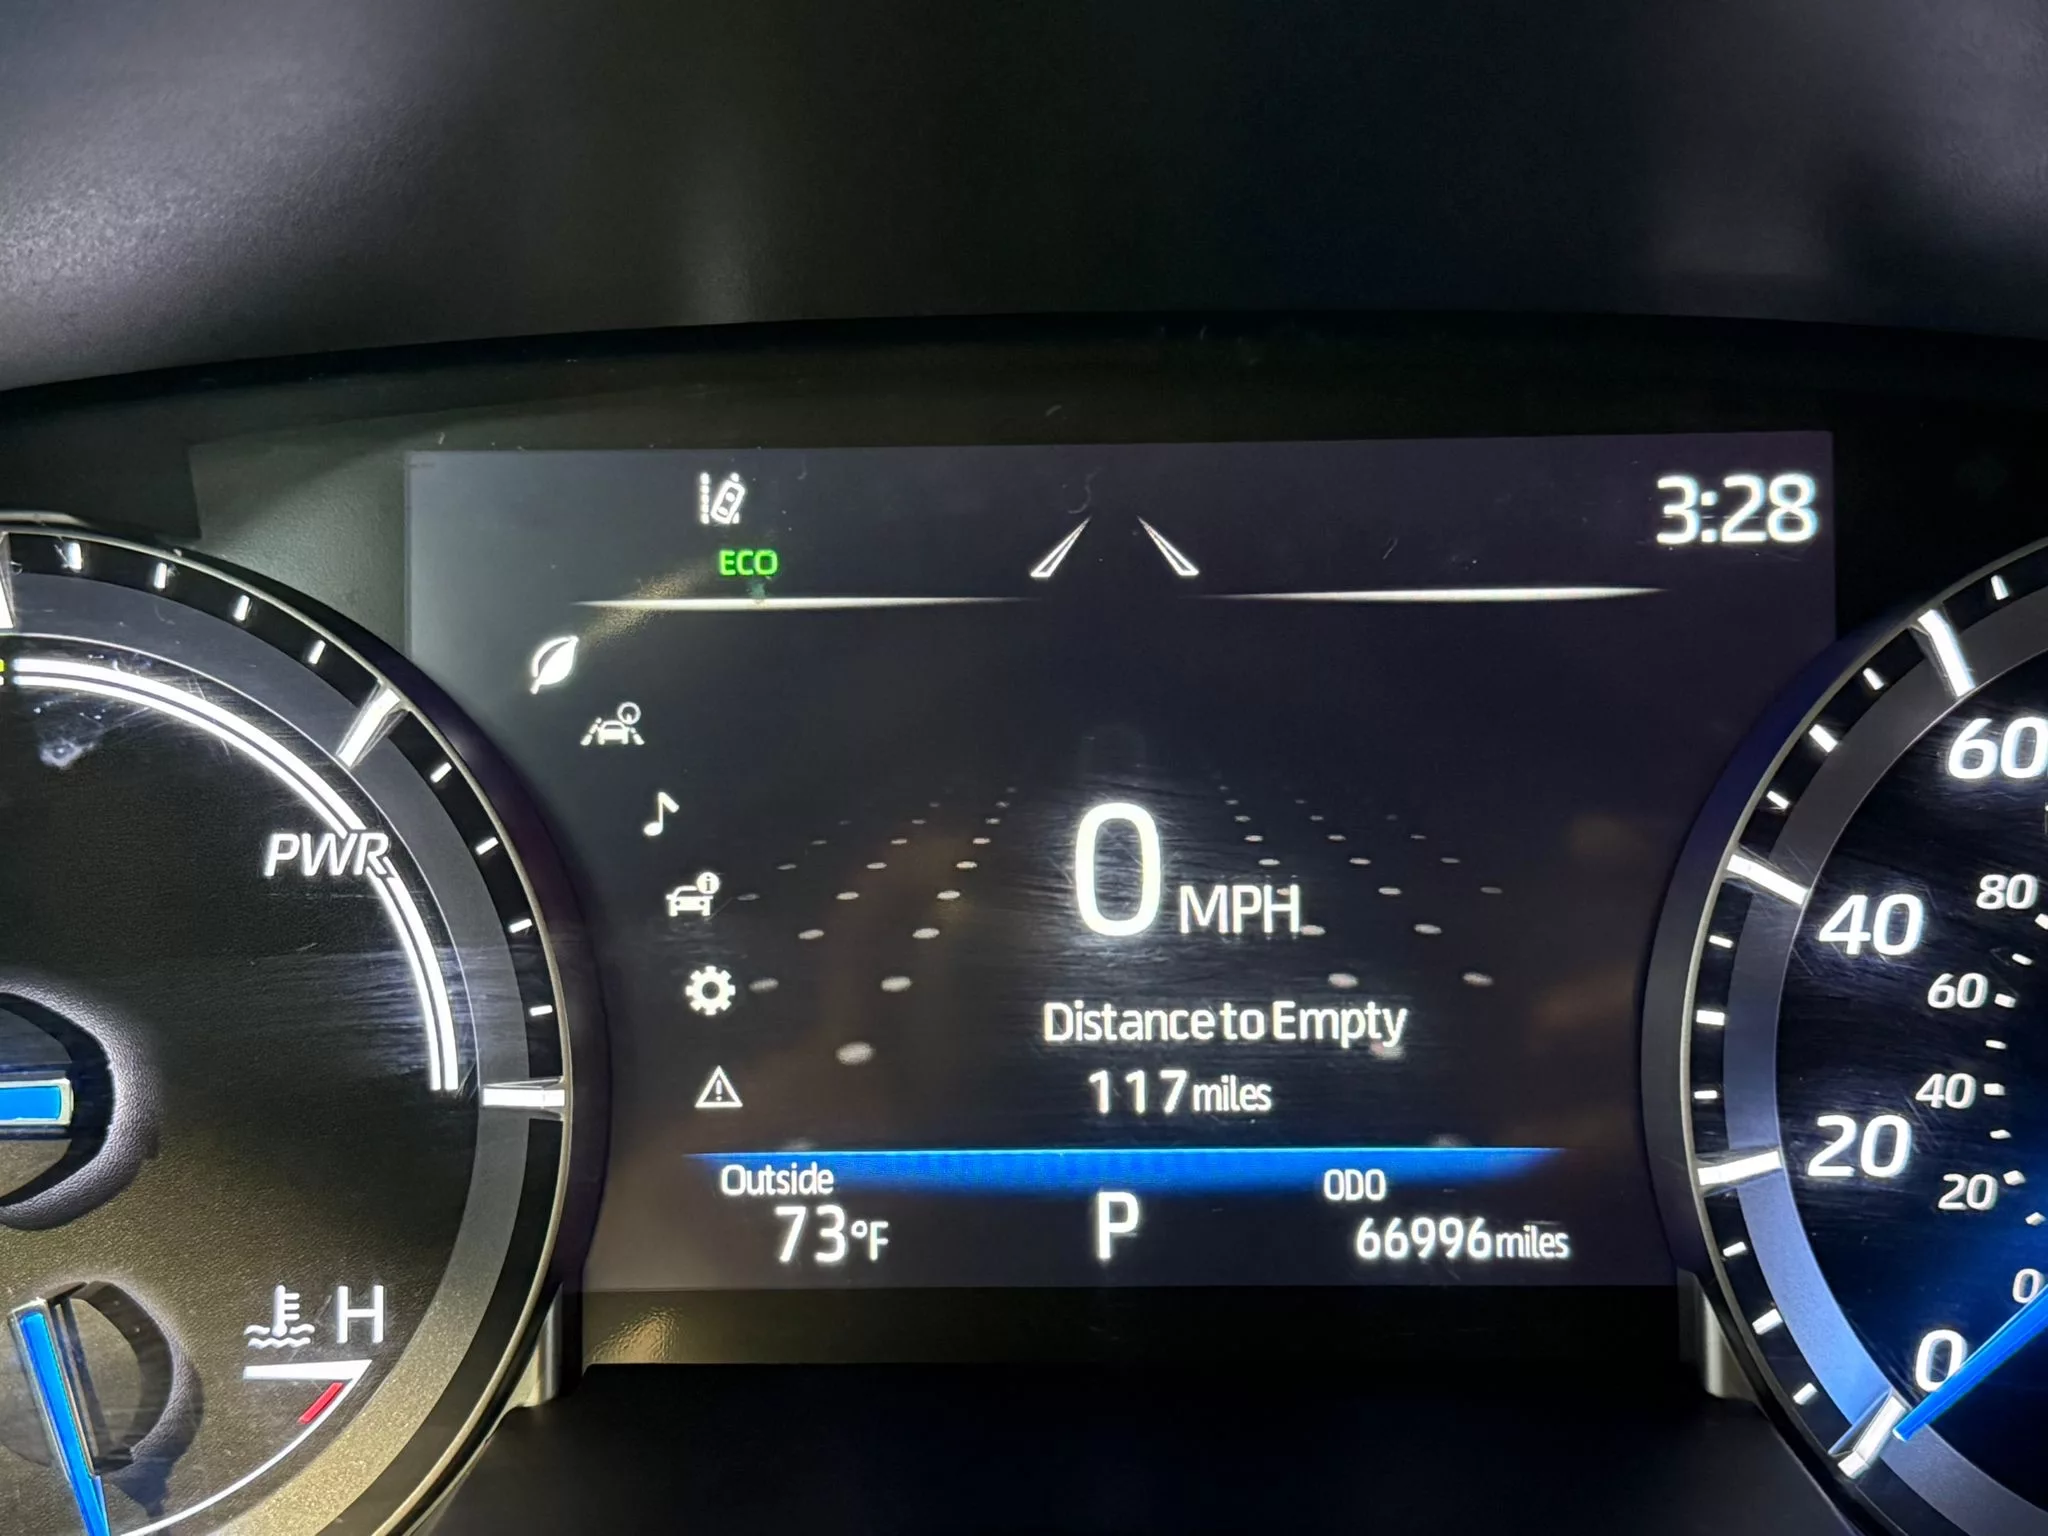 3:28
ECO
PWR
0 MPH
Distance to Empty
117 miles
Outside
73°F
P
ODO
66996 miles
H
60
40
20
0
80
60
40
20
0